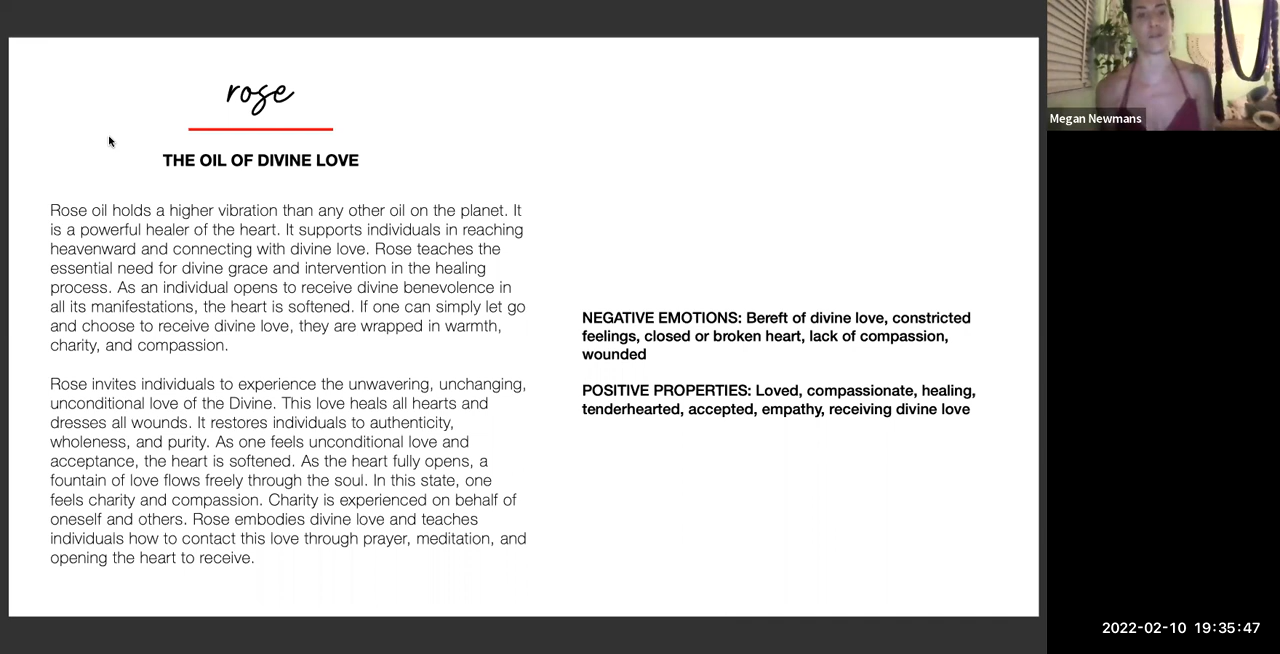 rose
THE OIL OF DIVINE LOVE
Rose oil holds a higher vibration than any other oil on the planet. It
is a powerful healer of the heart. It supports individuals in reaching
heavenward and connecting with divine love. Rose teaches the
essential need for divine grace and intervention in the healing
process. As an individual opens to receive divine benevolence in
all its manifestations, the heart is softened. If one can simply let go
and choose to receive divine love, they are wrapped in warmth,
charity, and compassion.
Rose invites individuals to experience the unwavering, unchanging,
unconditional love of the Divine. This love heals all hearts and
dresses all wounds. It restores individuals to authenticity,
wholeness, and purity. As one feels unconditional love and
acceptance, the heart is softened. As the heart fully opens, a
fountain of love flows freely through the soul. In this state, one
feels charity and compassion. Charity is experienced on behalf of
oneself and others. Rose embodies divine love and teaches
individuals how to contact this love through prayer, meditation, and
opening the heart to receive.
NEGATIVE EMOTIONS: Bereft of divine love, constricted
feelings, closed or broken heart, lack of compassion,
wounded
POSITIVE PROPERTIES: Loved, compassionate, healing,
tenderhearted, accepted, empathy, receiving divine love
Megan Newmans
2022-02-10 19:35:47